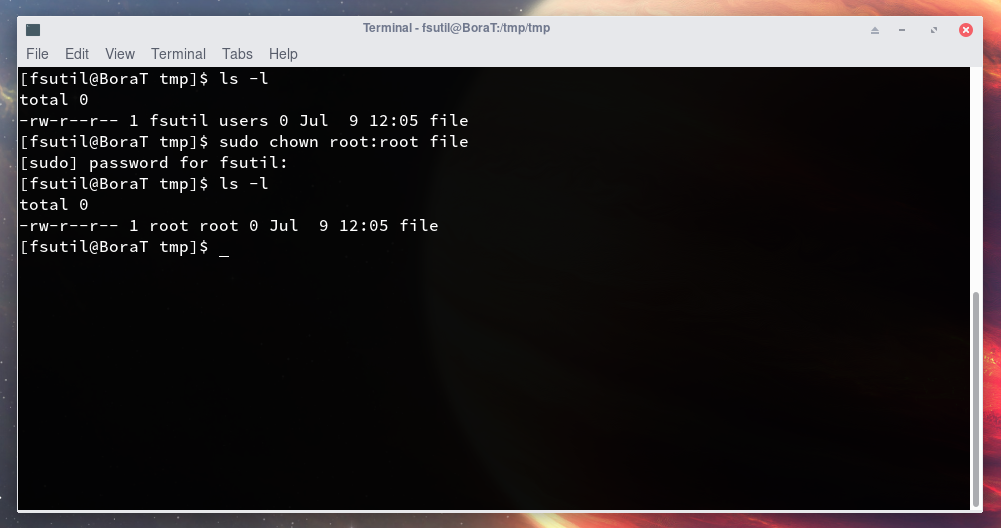 Terminal - fsutil@BoraT:/tmp/tmp
File Edit View Terminal Tabs Help
[fsutil@BoraT tmp]$ ls -l
total 0
-rw-r--r-- 1 fsutil users 0 Jul  9 12:05 file
[fsutil@BoraT tmp]$ sudo chown root:root file
[sudo] password for fsutil:
[fsutil@BoraT tmp]$ ls -l
total 0
-rw-r--r-- 1 root root 0 Jul  9 12:05 file
[fsutil@BoraT tmp]$ _